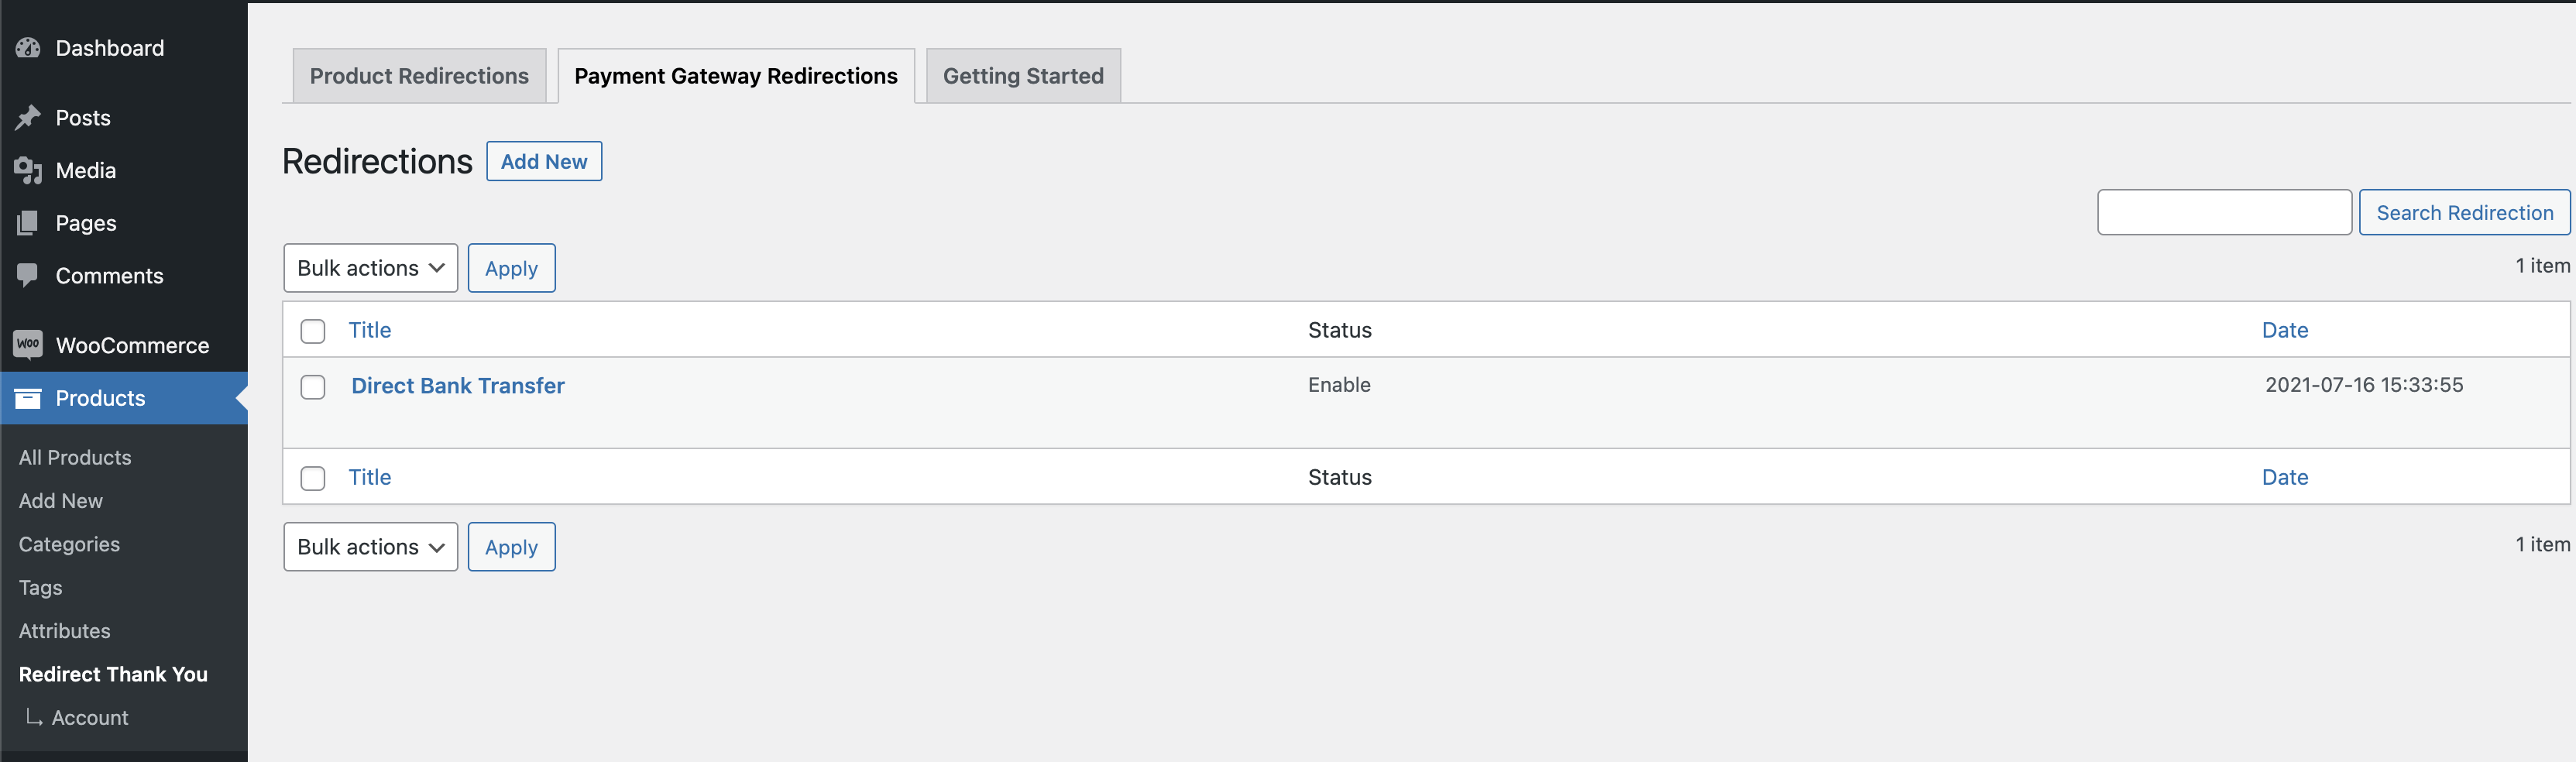 Dashboard
Posts
Media
Pages
Comments
WOO WooCommerce
Products
All Products
Add New
Categories
Tags
Attributes
Redirect Thank You
Account
Product Redirections
Payment Gateway Redirections
Getting Started
Redirections Add New
Search Redirection
Bulk actions Apply 1 item
Title Status Date
Direct Bank Transfer Enable 2021-07-16 15:33:55
Title Status Date
Bulk actions Apply 1 item